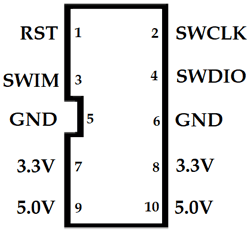 RST 1 2 SWCLK
SWIM 3 4 SWDIO
GND 5 6 GND
3.3V 7 8 3.3V
5.0V 9 10 5.0V